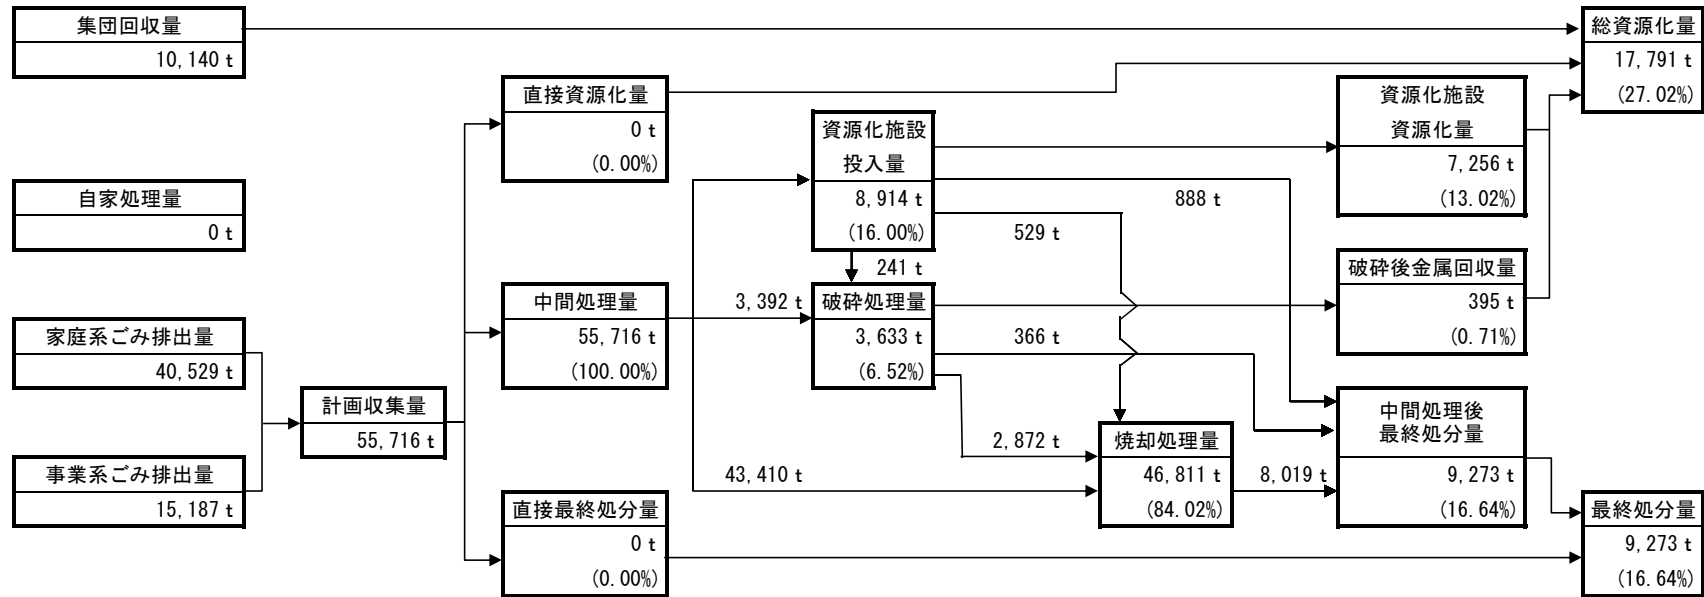 集団回収量
10,140 t
自家処理量
0 t
家庭系ごみ排出量
40,529 t
事業系ごみ排出量
15,187 t
計画収集量
55,716 t
直接資源化量
0 t
(0.00%)
中間処理量
55,716 t
(100.00%)
直接最終処分量
0 t
(0.00%)
3,392 t
43,410 t
資源化施設
投入量
8,914 t
(16.00%)
241 t
破砕処理量
3,633 t
(6.52%)
888 t
529 t
366 t
2,872 t
焼却処理量
46,811 t
(84.02%)
8,019 t
資源化施設
資源化量
7,256 t
(13.02%)
破砕後金属回収量
395 t
(0.71%)
中間処理後
最終処分量
9,273 t
(16.64%)
総資源化量
17,791 t
(27.02%)
最終処分量
9,273 t
(16.64%)